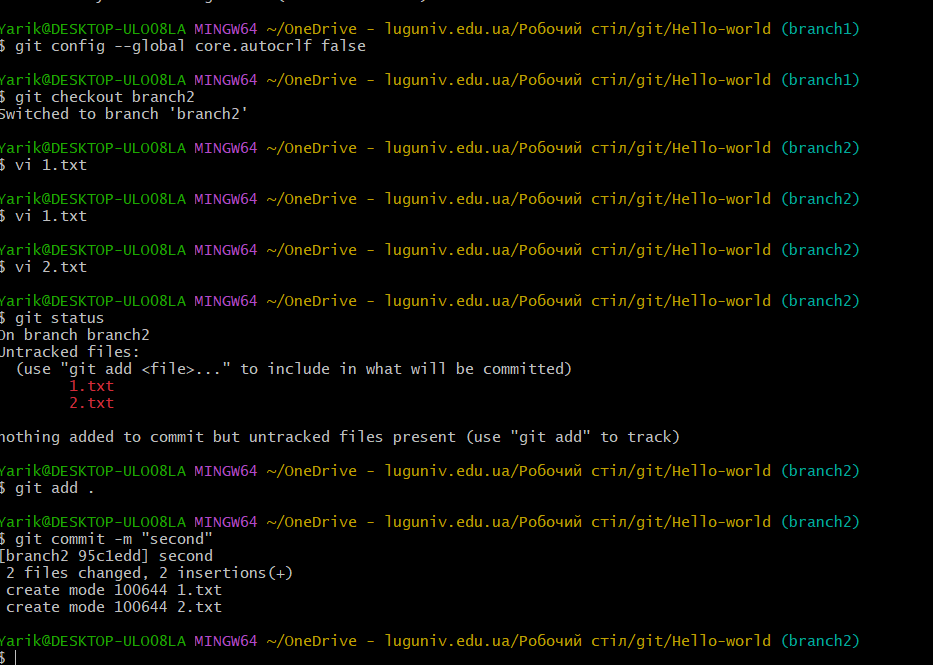 Yarik@DESKTOP-ULO08LA MINGW64 ~/OneDrive - luguniv.edu.ua/Робочий стіл/git/Hello-world (branch1)
$ git config --global core.autocrlf false
Yarik@DESKTOP-ULO08LA MINGW64 ~/OneDrive - luguniv.edu.ua/Робочий стіл/git/Hello-world (branch1)
$ git checkout branch2
Switched to branch 'branch2'
Yarik@DESKTOP-ULO08LA MINGW64 ~/OneDrive - luguniv.edu.ua/Робочий стіл/git/Hello-world (branch2)
$ vi 1.txt
Yarik@DESKTOP-ULO08LA MINGW64 ~/OneDrive - luguniv.edu.ua/Робочий стіл/git/Hello-world (branch2)
$ vi 1.txt
Yarik@DESKTOP-ULO08LA MINGW64 ~/OneDrive - luguniv.edu.ua/Робочий стіл/git/Hello-world (branch2)
$ vi 2.txt
Yarik@DESKTOP-ULO08LA MINGW64 ~/OneDrive - luguniv.edu.ua/Робочий стіл/git/Hello-world (branch2)
$ git status
On branch branch2
Untracked files:
  (use "git add <file>..." to include in what will be committed)
        1.txt
        2.txt
nothing added to commit but untracked files present (use "git add" to track)
Yarik@DESKTOP-ULO08LA MINGW64 ~/OneDrive - luguniv.edu.ua/Робочий стіл/git/Hello-world (branch2)
$ git add .
Yarik@DESKTOP-ULO08LA MINGW64 ~/OneDrive - luguniv.edu.ua/Робочий стіл/git/Hello-world (branch2)
$ git commit -m "second"
[branch2 95c1edd] second
 2 files changed, 2 insertions(+)
 create mode 100644 1.txt
 create mode 100644 2.txt
Yarik@DESKTOP-ULO08LA MINGW64 ~/OneDrive - luguniv.edu.ua/Робочий стіл/git/Hello-world (branch2)
$